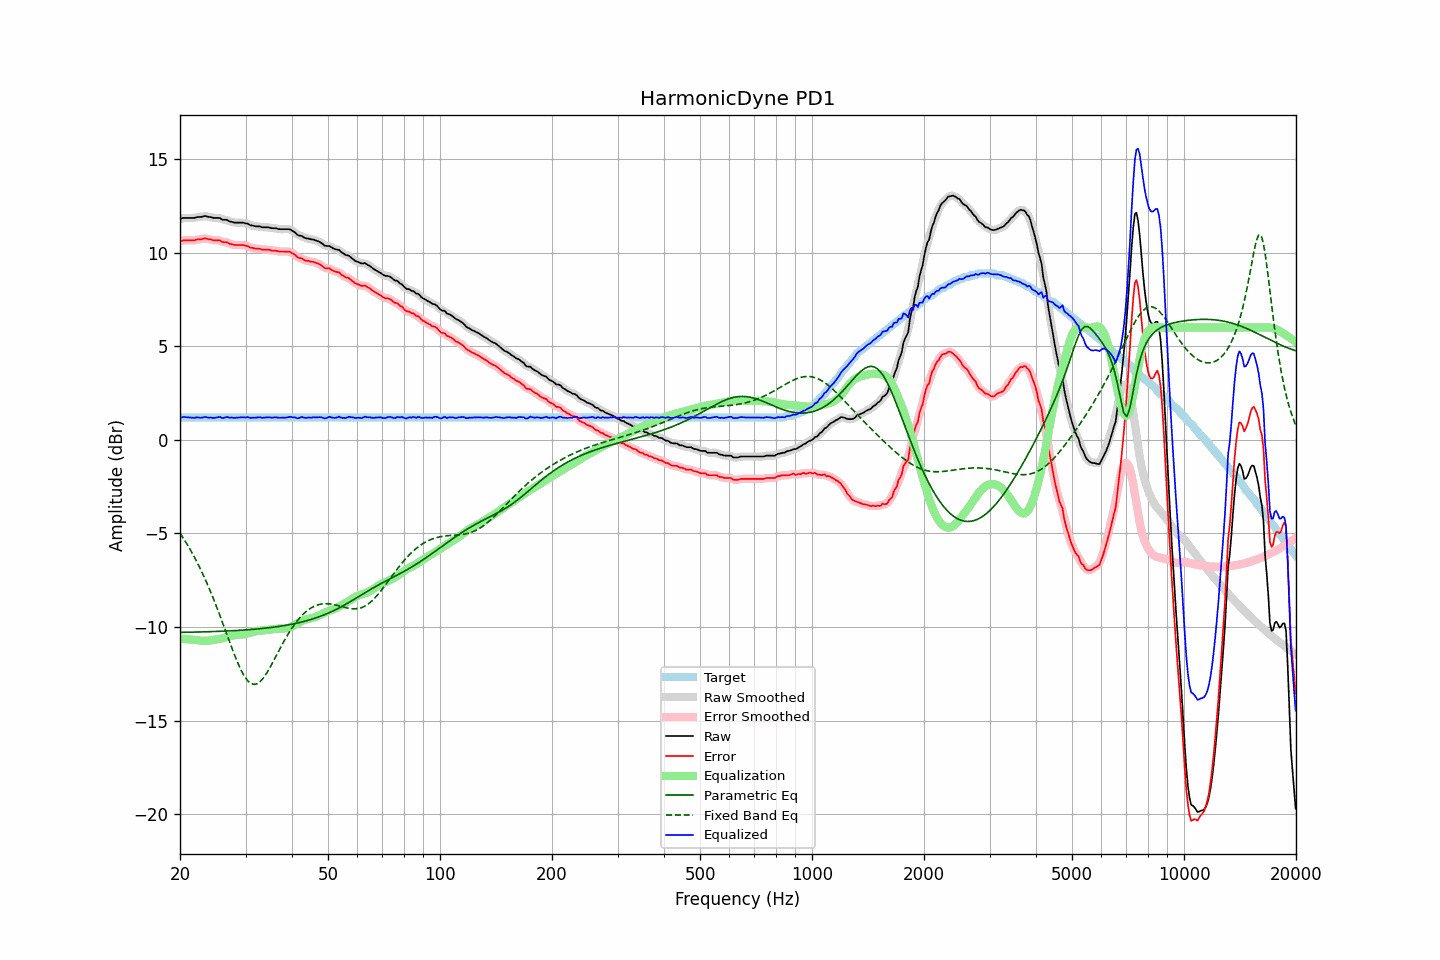 HarmonicDyne PD1
Amplitude (dBr)
15
10
5
0
−5
−10
−15
−20
Target
Raw Smoothed
Error Smoothed
Raw
Error
Equalization
Parametric Eq
Fixed Band Eq
Equalized
20 50 100 200 500 1000 2000 5000 10000 20000
Frequency (Hz)